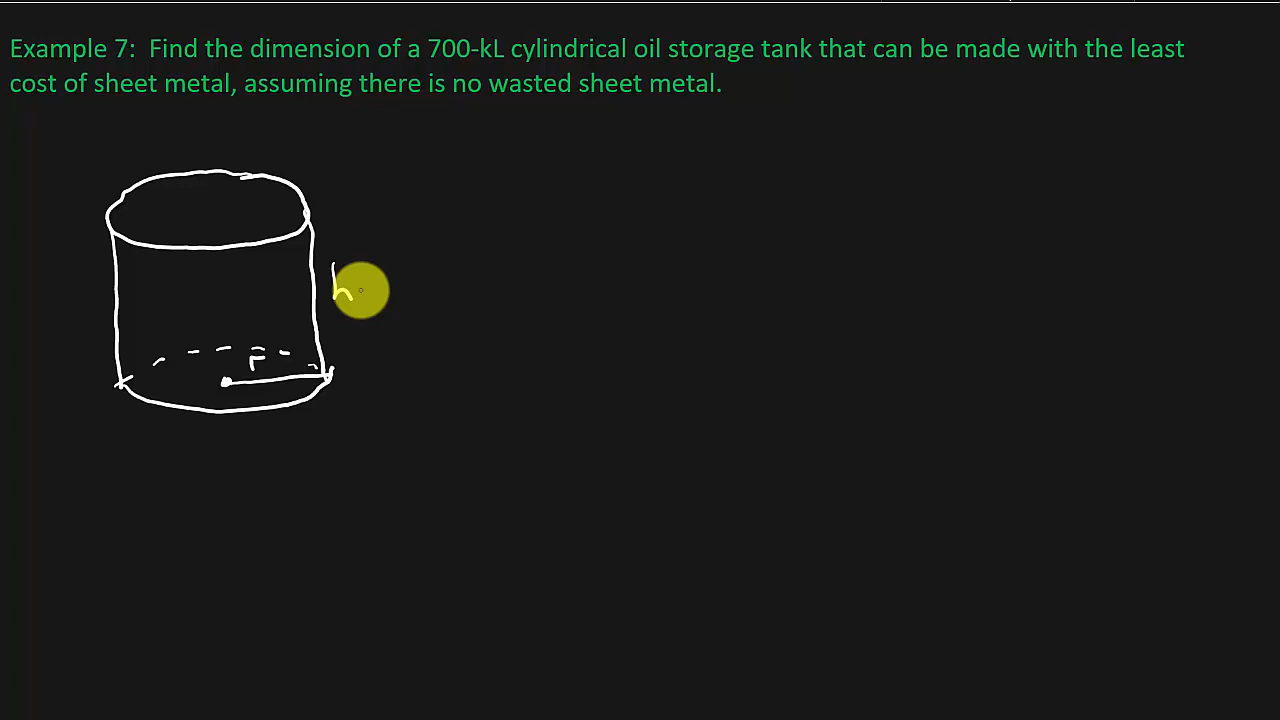 Example 7:  Find the dimension of a 700-kL cylindrical oil storage tank that can be made with the least
cost of sheet metal, assuming there is no wasted sheet metal.
h
r